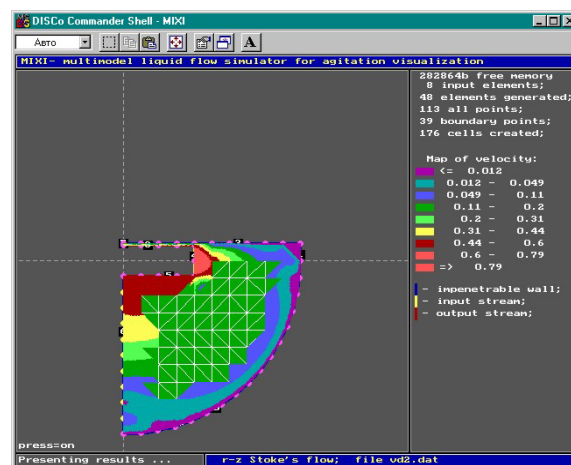 DISCo Commander Shell - MIXI
Авто
A
MIXI- multimodel liquid flow simulator for agitation visualization
282864b free memory
8 input elements;
48 elements generated;
113 all points;
39 boundary points;
176 cells created;
Map of velocity:
<= 0.012
0.012 - 0.049
0.049 - 0.11
0.11 - 0.2
0.2 - 0.31
0.31 - 0.44
0.44 - 0.6
0.6 - 0.79
=> 0.79
- impenetrable wall;
- input stream;
- output stream;
press=on
Presenting results ... r-z Stoke's flow; file vd2.dat